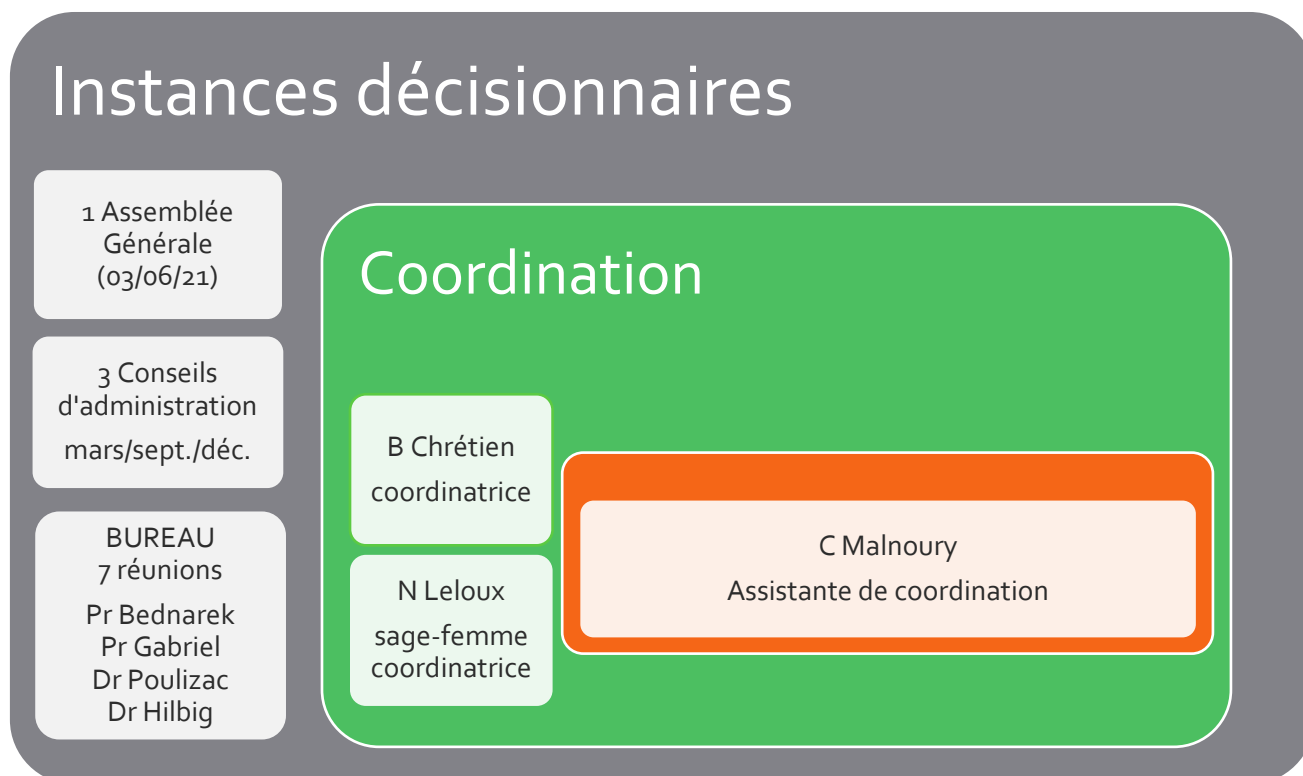 Instances décisionnaires
1 Assemblée
Générale
(03/06/21)
3 Conseils
d'administration
mars/sept./déc.
BUREAU
7 réunions
Pr Bednarek
Pr Gabriel
Dr Poulizac
Dr Hilbig
Coordination
B Chrétien
coordinatrice
N Leloux
sage-femme
coordinatrice
C Malnoury
Assistante de coordination